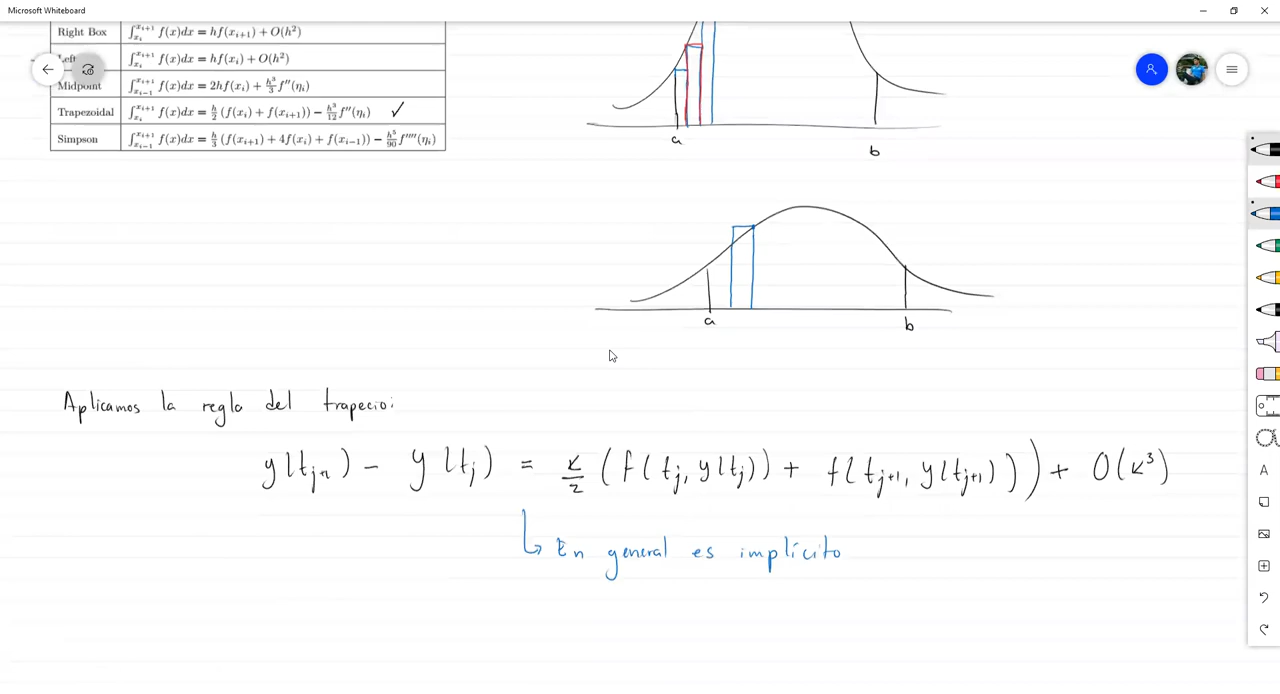 Microsoft Whiteboard
Right Box ∫_{x_i}^{x_{i+1}} f(x)dx = hf(x_{i+1}) + O(h²)
Left ∫_{x_i}^{x_{i+1}} f(x)dx = hf(x_i) + O(h²)
Midpoint ∫_{x_{i-1}}^{x_{i+1}} f(x)dx = 2hf(x_i) + h³/3 f''(η_i)
Trapezoidal ∫_{x_i}^{x_{i+1}} f(x)dx = h/2 (f(x_i) + f(x_{i+1})) − h³/12 f''(η_i) ✓
Simpson ∫_{x_{i-1}}^{x_{i+1}} f(x)dx = h/3 (f(x_{i+1}) + 4f(x_i) + f(x_{i-1})) − h⁵/90 f''''(η_i)
a b
a b
Aplicamos la regla del trapecio:
y(t_{j+1}) - y(t_j) = k/2 (f(t_j, y(t_j)) + f(t_{j+1}, y(t_{j+1}))) + O(k³)
↳ En general es implícito
A